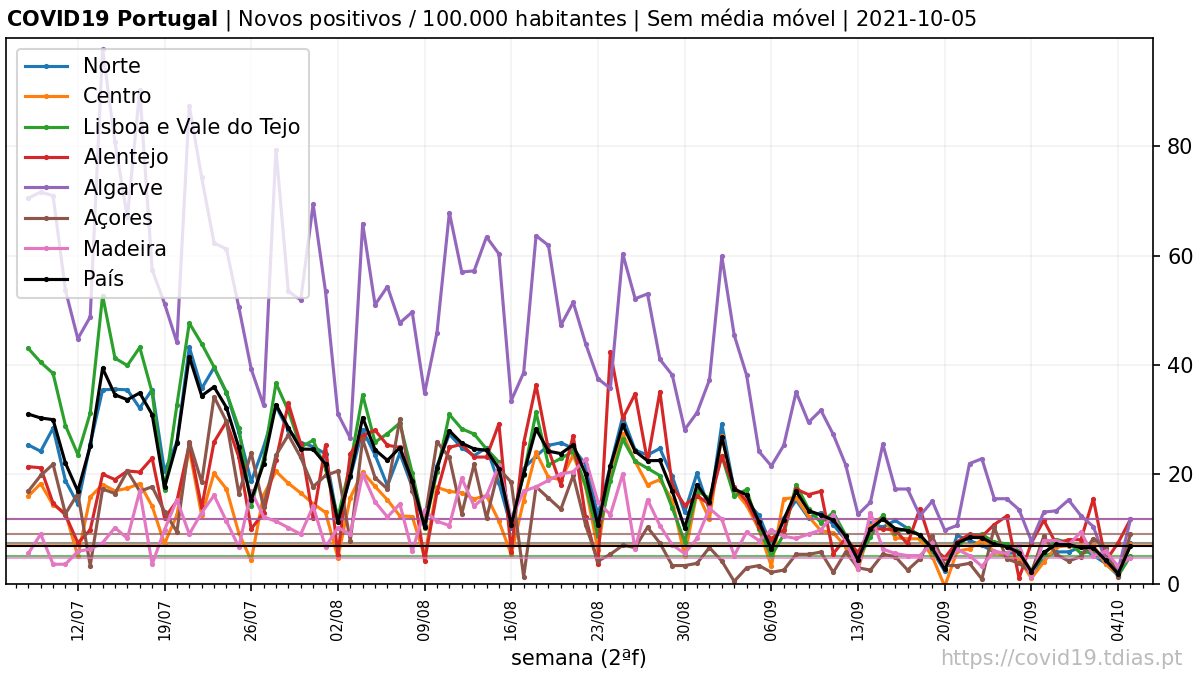 COVID19 Portugal | Novos positivos / 100.000 habitantes | Sem média móvel | 2021-10-05
Norte
Centro
Lisboa e Vale do Tejo
Alentejo
Algarve
Açores
Madeira
País
80
60
40
20
0
12/07
19/07
26/07
02/08
09/08
16/08
23/08
30/08
06/09
13/09
20/09
27/09
04/10
semana (2ªf)
https://covid19.tdias.pt